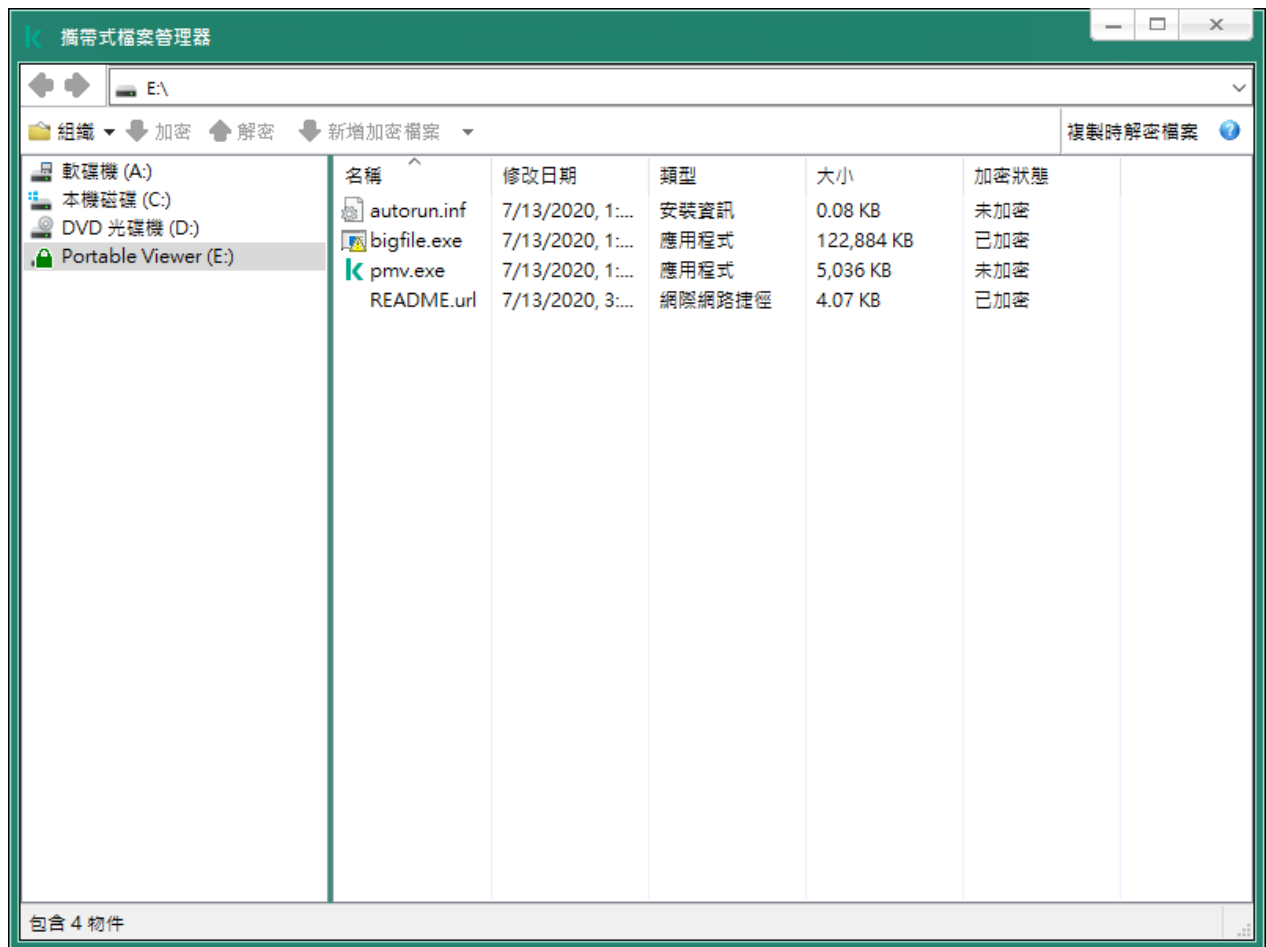 攜帶式檔案管理器
E:\
組織 加密 解密 新增加密檔案 複製時解密檔案
軟碟機 (A:)
本機磁碟 (C:)
DVD 光碟機 (D:)
Portable Viewer (E:)
名稱 修改日期 類型 大小 加密狀態
autorun.inf 7/13/2020, 1:... 安裝資訊 0.08 KB 未加密
bigfile.exe 7/13/2020, 1:... 應用程式 122,884 KB 已加密
pmv.exe 7/13/2020, 1:... 應用程式 5,036 KB 未加密
README.url 7/13/2020, 3:... 網際網路捷徑 4.07 KB 已加密
包含 4 物件